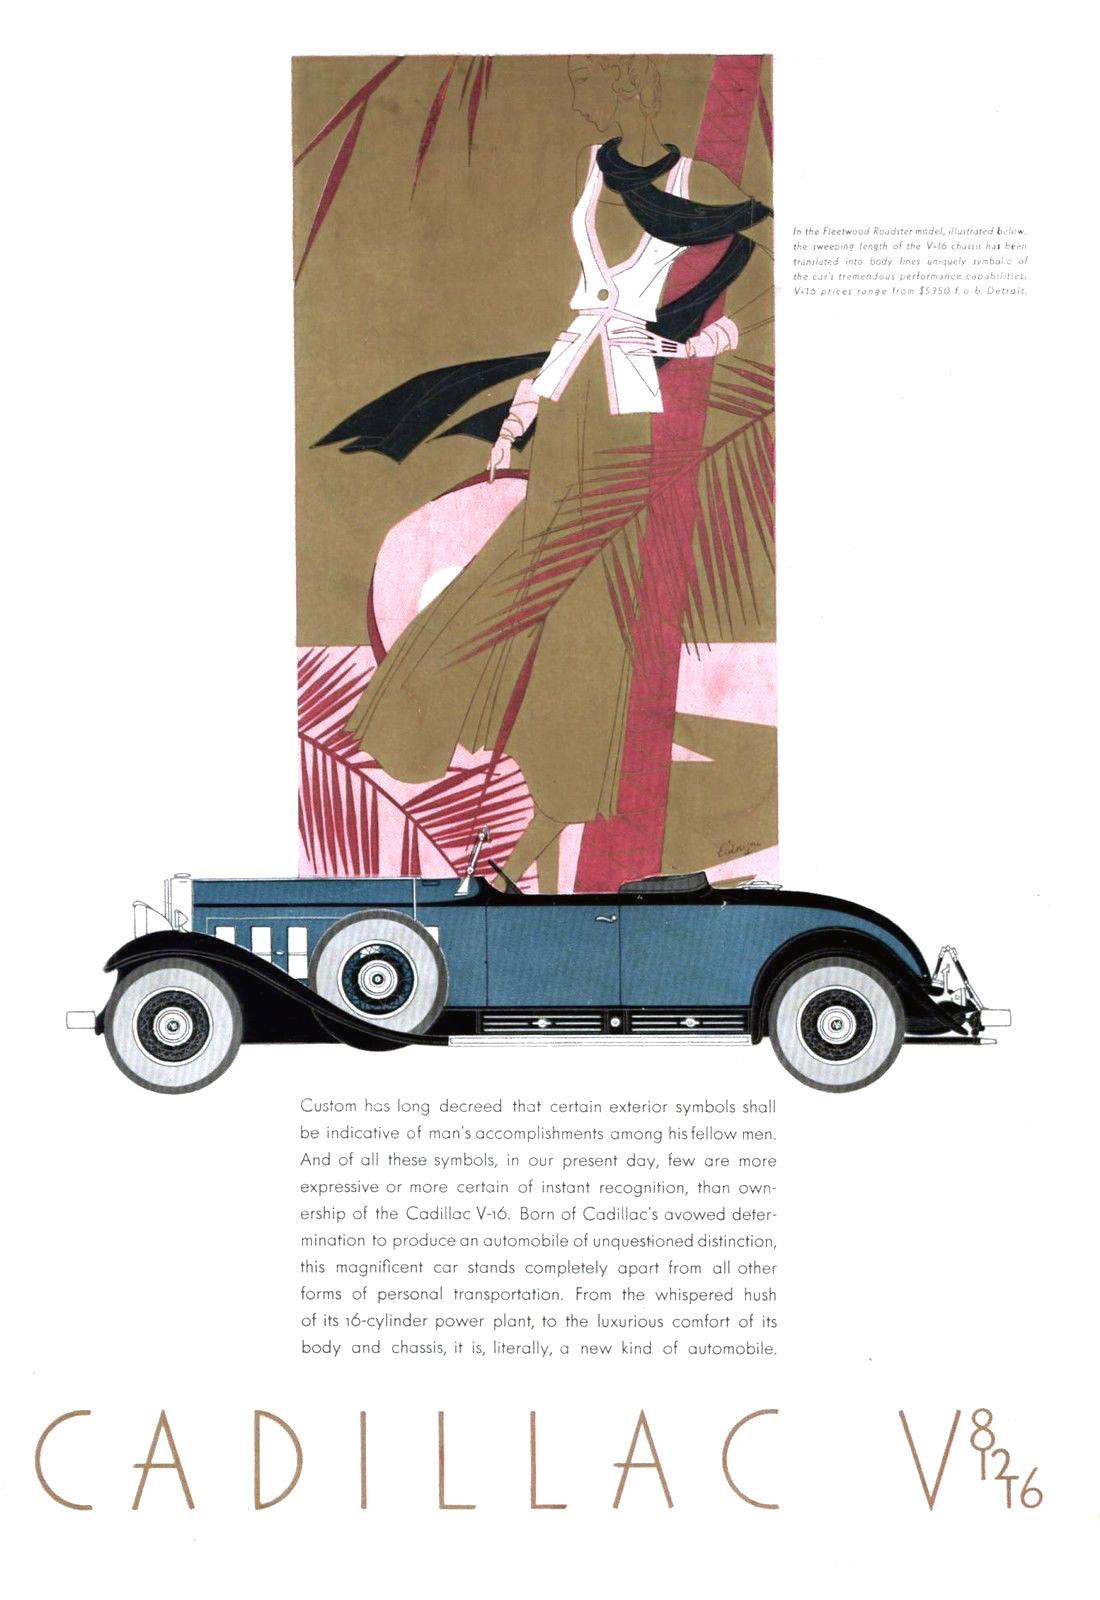 In the Fleetwood Roadster model, illustrated below,
the sweeping length of the V-16 chassis has been
translated into body lines uniquely symbolic of
the car's tremendous performance capabilities.
V-16 prices range from $5350 f. o. b. Detroit.
Custom has long decreed that certain exterior symbols shall
be indicative of man's accomplishments among his fellow men.
And of all these symbols, in our present day, few are more
expressive or more certain of instant recognition, than own-
ership of the Cadillac V-16. Born of Cadillac's avowed deter-
mination to produce an automobile of unquestioned distinction,
this magnificent car stands completely apart from all other
forms of personal transportation. From the whispered hush
of its 16-cylinder power plant, to the luxurious comfort of its
body and chassis, it is, literally, a new kind of automobile.
CADILLAC V 8 12 16